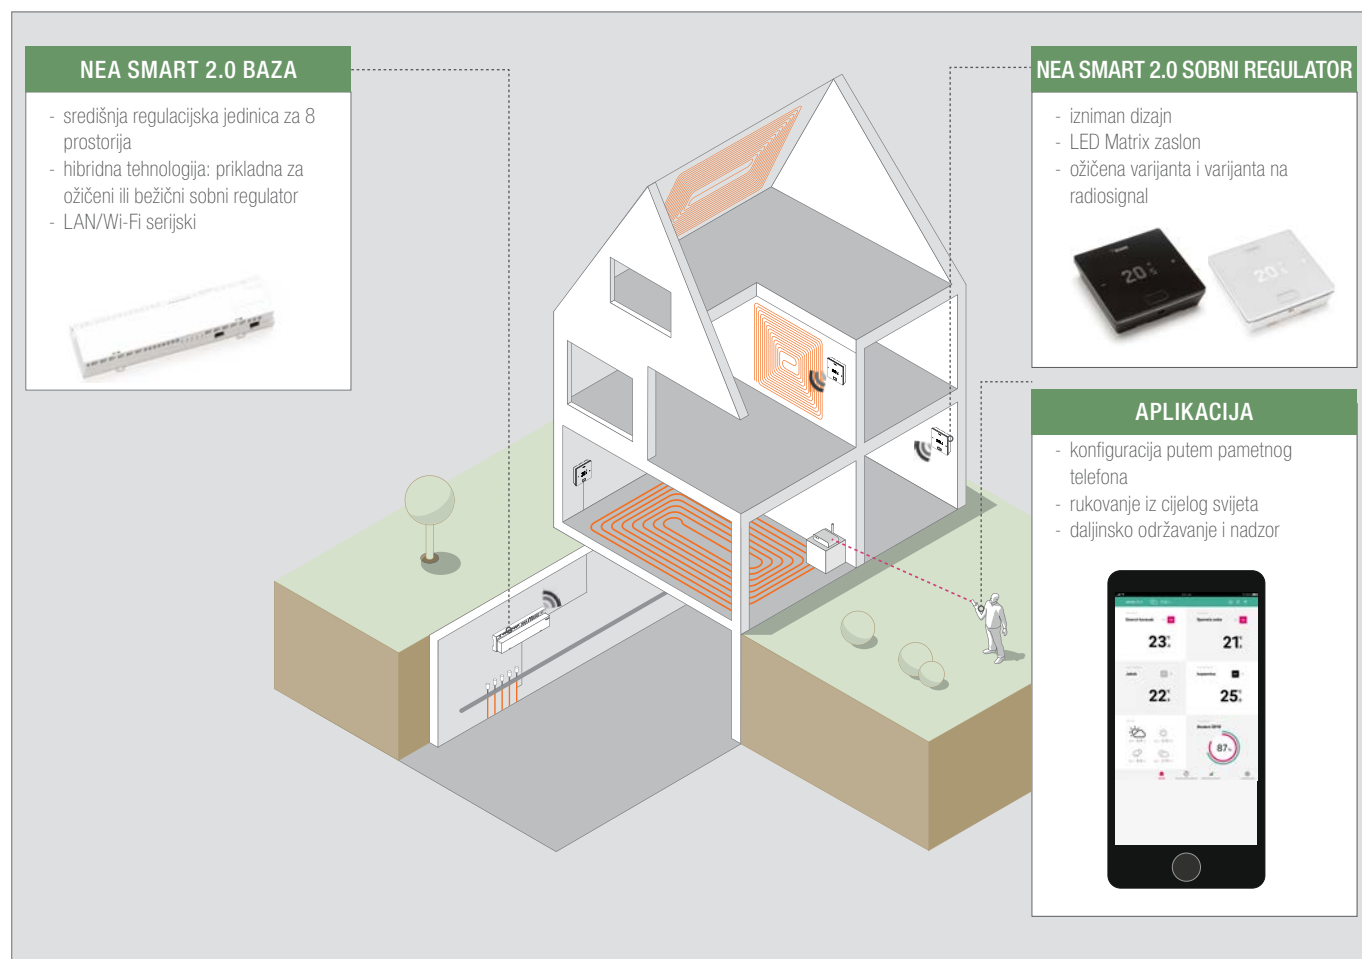 NEA SMART 2.0 BAZA
- središnja regulacijska jedinica za 8
prostorija
- hibridna tehnologija: prikladna za
ožičeni ili bežični sobni regulator
- LAN/Wi-Fi serijski
NEA SMART 2.0 SOBNI REGULATOR
- izniman dizajn
- LED Matrix zaslon
- ožičena varijanta i varijanta na
radiosignal
APLIKACIJA
- konfiguracija putem pametnog
telefona
- rukovanje iz cijelog svijeta
- daljinsko održavanje i nadzor
23°
21°
22°
25°
87